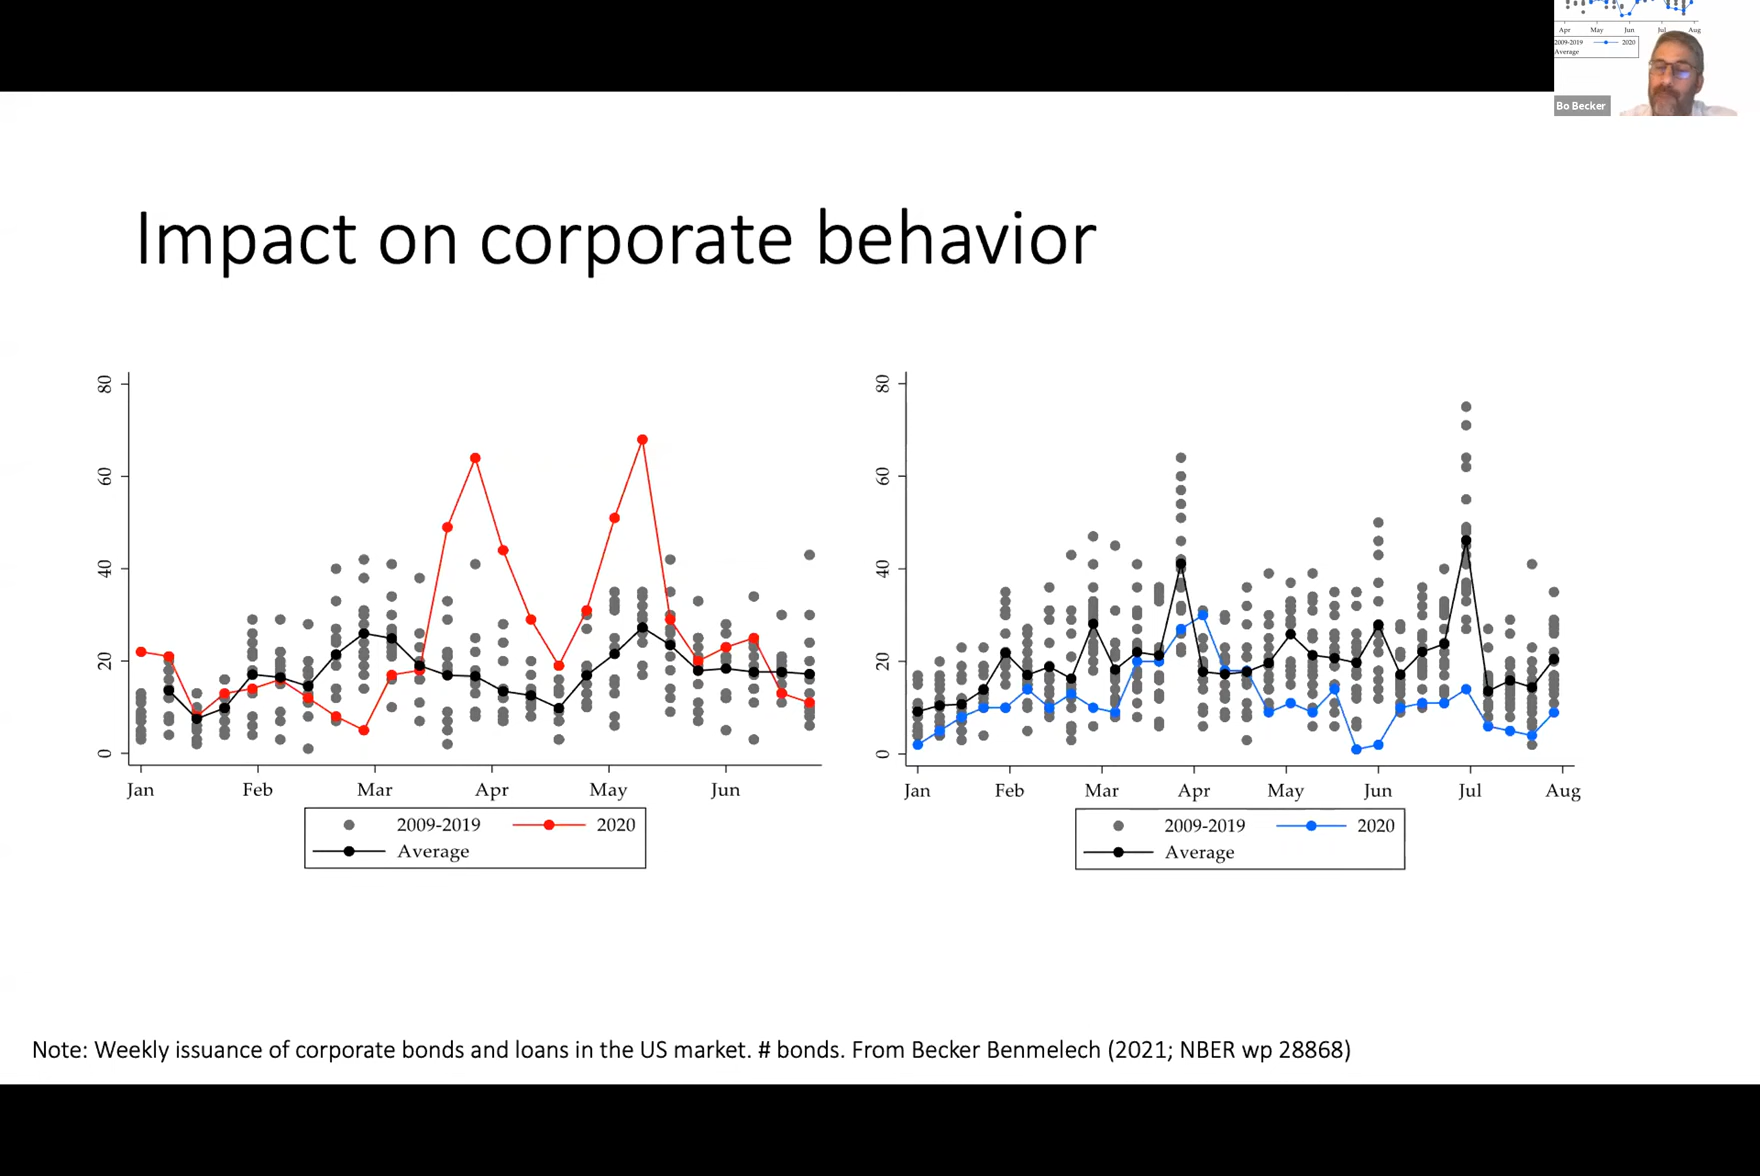 Apr May Jun Jul Aug
2009-2019 2020
Average
Bo Becker
Impact on corporate behavior
80
60
40
20
0
Jan Feb Mar Apr May Jun
2009-2019 2020
Average
80
60
40
20
0
Jan Feb Mar Apr May Jun Jul Aug
2009-2019 2020
Average
Note: Weekly issuance of corporate bonds and loans in the US market. # bonds. From Becker Benmelech (2021; NBER wp 28868)